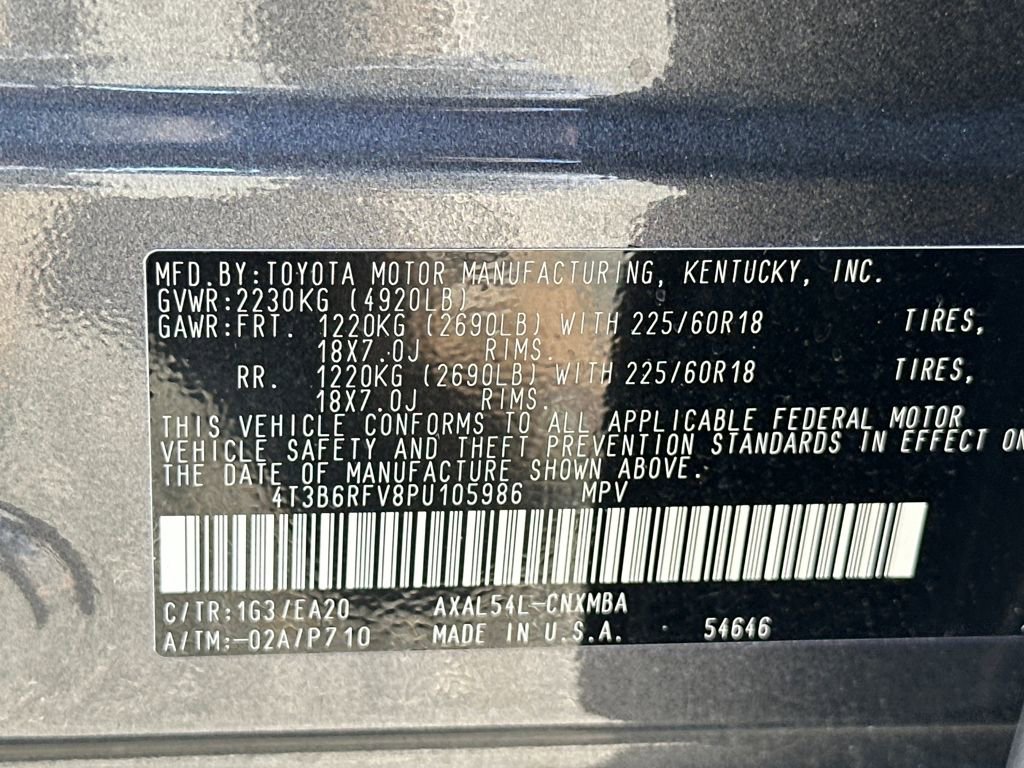 MFD.BY:TOYOTA MOTOR MANUFACTURING, KENTUCKY, INC.
GVWR:2230KG (4920LB)
GAWR:FRT. 1220KG (2690LB) WITH 225/60R18 TIRES,
18X7.0J RIMS.
RR. 1220KG (2690LB) WITH 225/60R18 TIRES,
18X7.0J RIMS.
THIS VEHICLE CONFORMS TO ALL APPLICABLE FEDERAL MOTOR
VEHICLE SAFETY AND THEFT PREVENTION STANDARDS IN EFFECT ON
THE DATE OF MANUFACTURE SHOWN ABOVE.
4T3B6RFV8PU105986 MPV
C/TR:1G3/EA20 AXAL54L-CNXMBA
A/TM:-02A/P710 MADE IN U.S.A. 54646